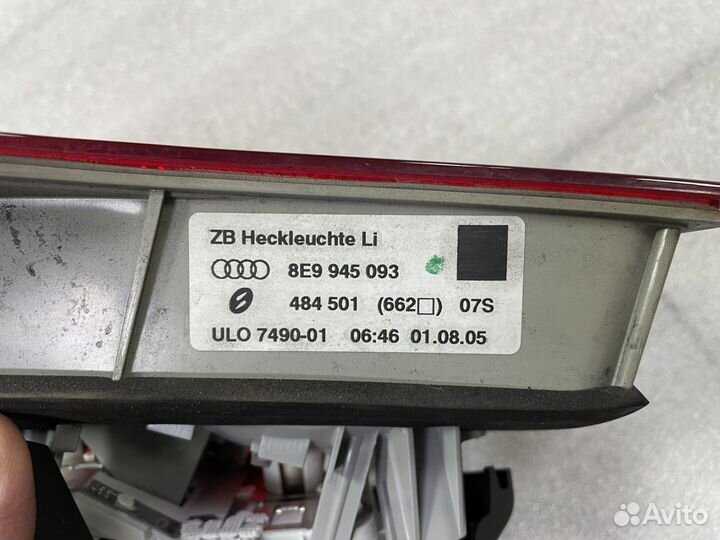 ZB Heckleuchte Li
8E9 945 093
484 501 (662□) 07S
ULO 7490-01 06:46 01.08.05
Avito